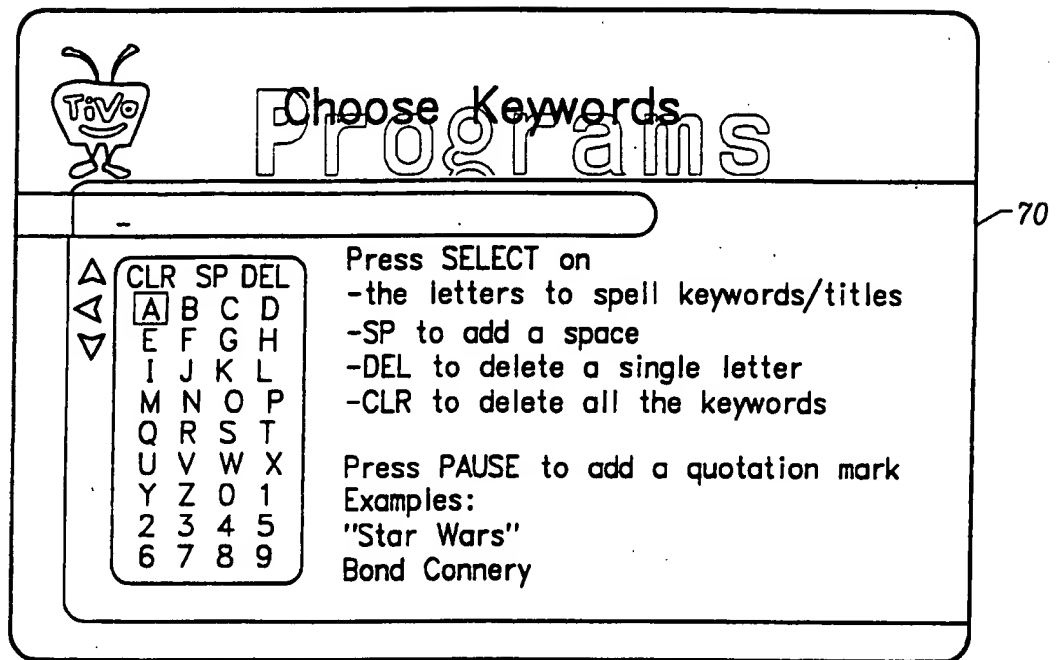 TiVo
Choose Keywords
Programs
70
_
CLR SP DEL
A B C D
E F G H
I J K L
M N O P
Q R S T
U V W X
Y Z 0 1
2 3 4 5
6 7 8 9
Press SELECT on
-the letters to spell keywords/titles
-SP to add a space
-DEL to delete a single letter
-CLR to delete all the keywords
Press PAUSE to add a quotation mark
Examples:
"Star Wars"
Bond Connery